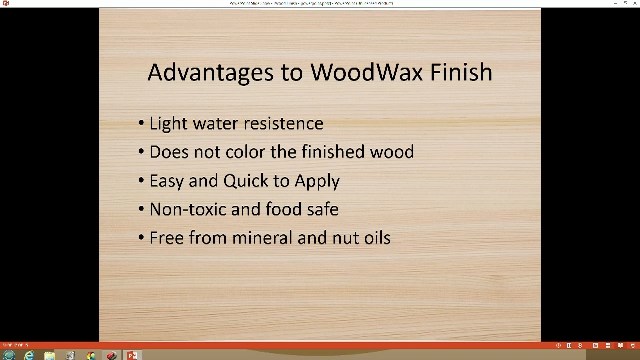 Advantages to WoodWax Finish
• Light water resistence
• Does not color the finished wood
• Easy and Quick to Apply
• Non-toxic and food safe
• Free from mineral and nut oils